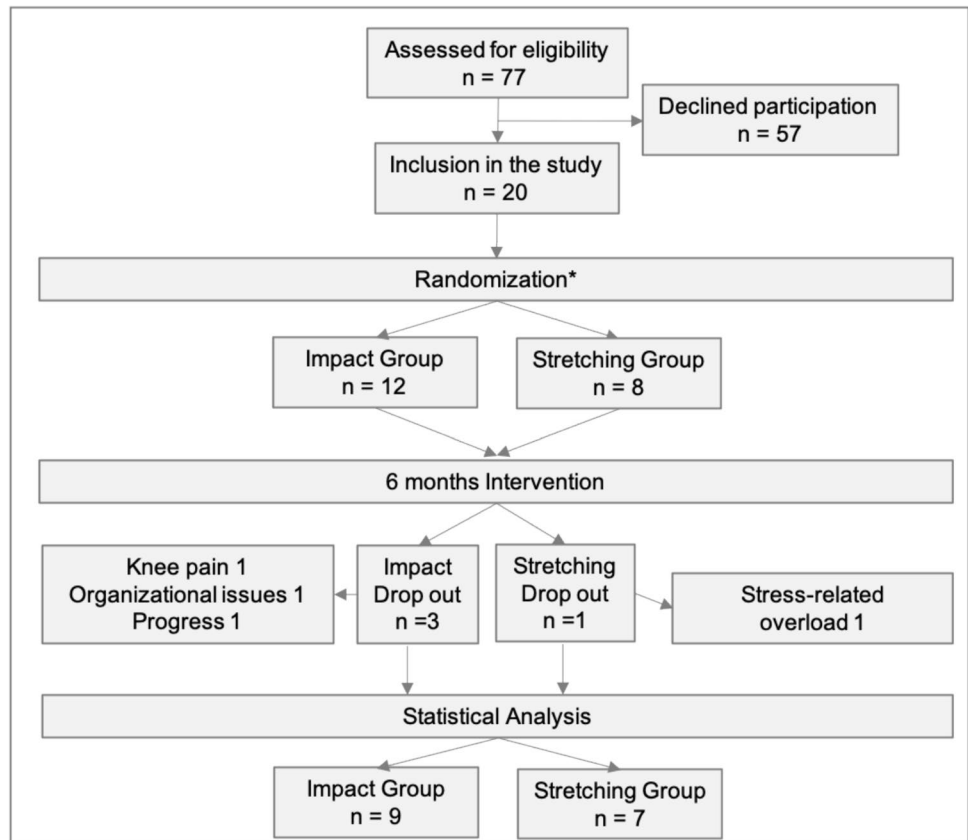 Assessed for eligibility
n = 77
Declined participation
n = 57
Inclusion in the study
n = 20
Randomization*
Impact Group
n = 12
Stretching Group
n = 8
6 months Intervention
Knee pain 1
Organizational issues 1
Progress 1
Impact
Drop out
n =3
Stretching
Drop out
n =1
Stress-related
overload 1
Statistical Analysis
Impact Group
n = 9
Stretching Group
n = 7